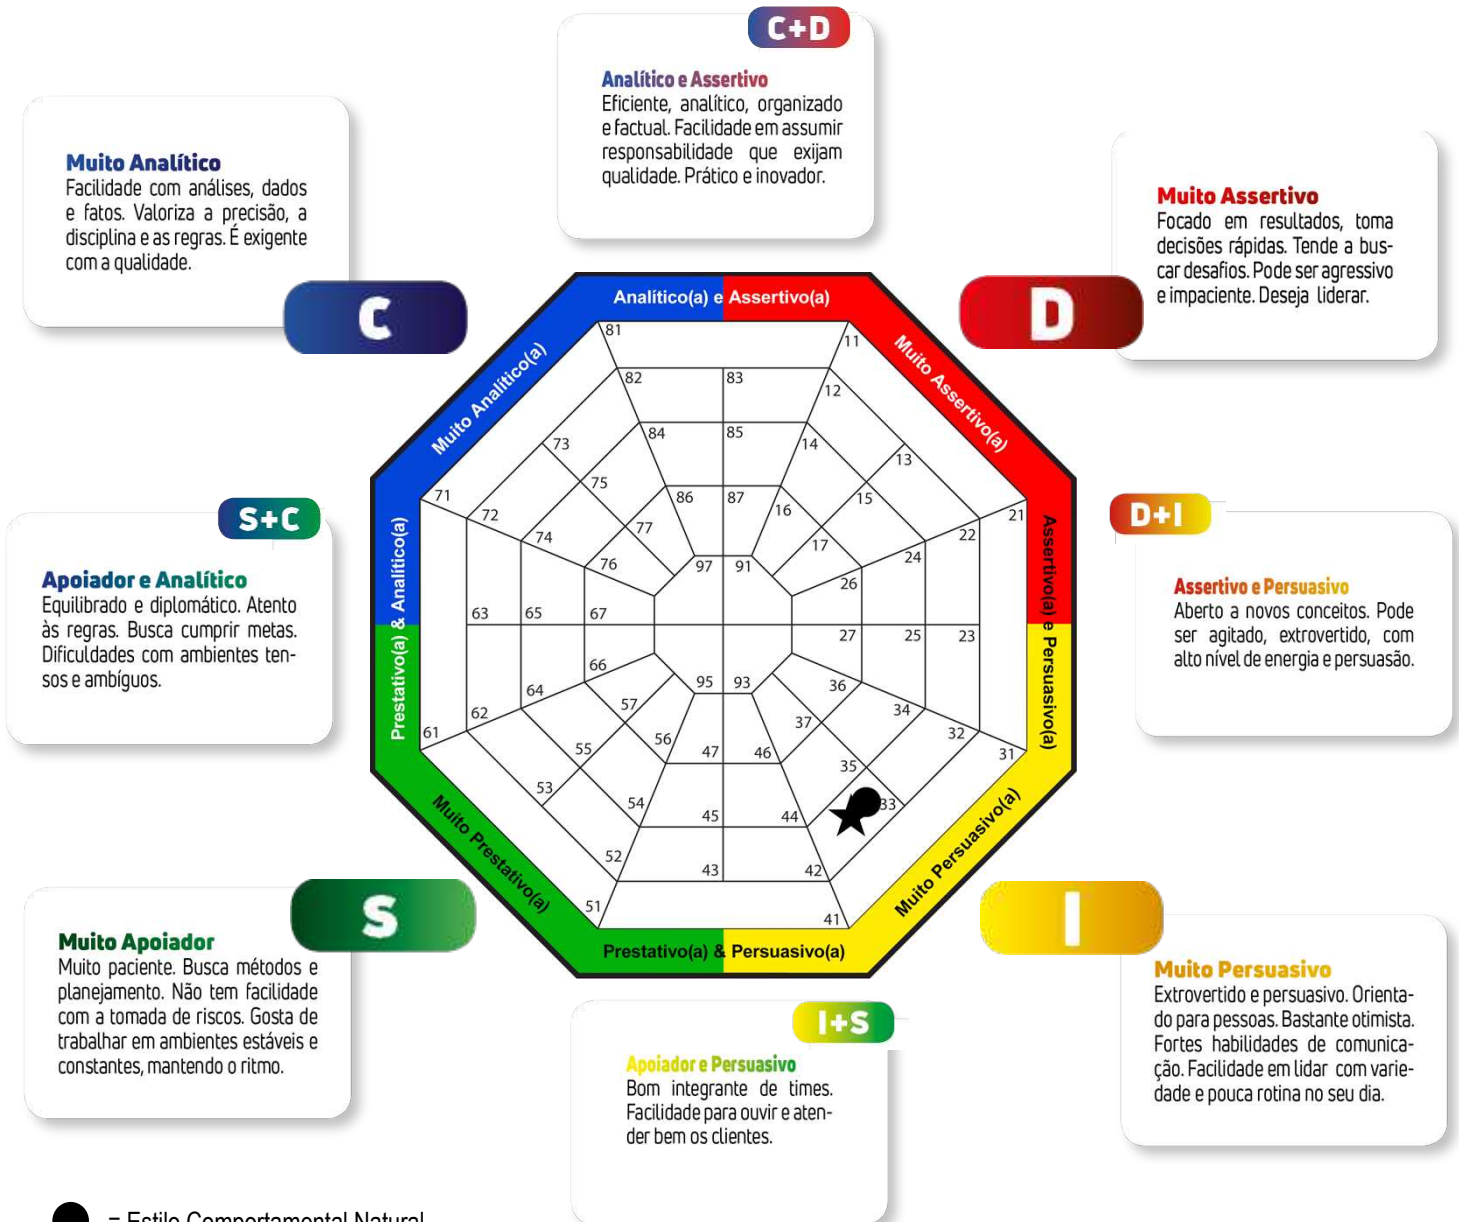 C+D
Analítico e Assertivo
Eficiente, analítico, organizado
e factual. Facilidade em assumir
responsabilidade que exijam
qualidade. Prático e inovador.
Muito Analítico
Facilidade com análises, dados
e fatos. Valoriza a precisão, a
disciplina e as regras. É exigente
com a qualidade.
C
Muito Assertivo
Focado em resultados, toma
decisões rápidas. Tende a bus-
car desafios. Pode ser agressivo
e impaciente. Deseja liderar.
D
S+C
Apoiador e Analítico
Equilibrado e diplomático. Atento
às regras. Busca cumprir metas.
Dificuldades com ambientes ten-
sos e ambíguos.
D+I
Assertivo e Persuasivo
Aberto a novos conceitos. Pode
ser agitado, extrovertido, com
alto nível de energia e persuasão.
Analítico(a) e Assertivo(a)
Muito Analítico(a)
Muito Assertivo(a)
Prestativo(a) & Analítico(a)
Assertivo(a) e Persuasivo(a)
Muito Prestativo(a)
Muito Persuasivo(a)
Prestativo(a) & Persuasivo(a)
81
11
82 83
12
84 85
14
73
13
75
15
71
86 87
16
72
77
17
21
74
22
76
97 91
24
26
63 65 67
27 25 23
66
95 93
36
64
57
34
62
37
61
56
47 46
32
55
35
31
53
54
45 44
33
52
43 42
51
41
S
Muito Apoiador
Muito paciente. Busca métodos e
planejamento. Não tem facilidade
com a tomada de riscos. Gosta de
trabalhar em ambientes estáveis e
constantes, mantendo o ritmo.
I
Muito Persuasivo
Extrovertido e persuasivo. Orienta-
do para pessoas. Bastante otimista.
Fortes habilidades de comunica-
ção. Facilidade em lidar com varie-
dade e pouca rotina no seu dia.
I+S
Apoiador e Persuasivo
Bom integrante de times.
Facilidade para ouvir e aten-
der bem os clientes.
= Estilo Comportamental Natural